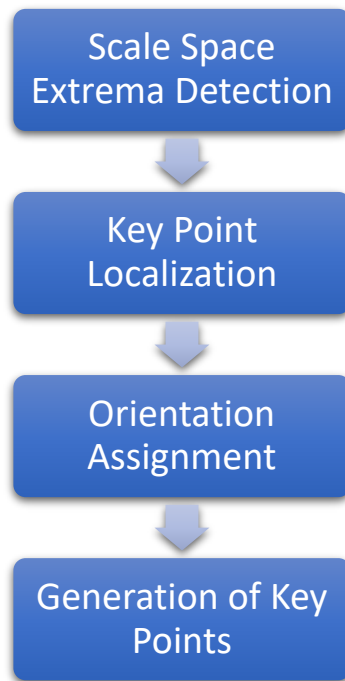 Scale Space
Extrema Detection
Key Point
Localization
Orientation
Assignment
Generation of Key
Points